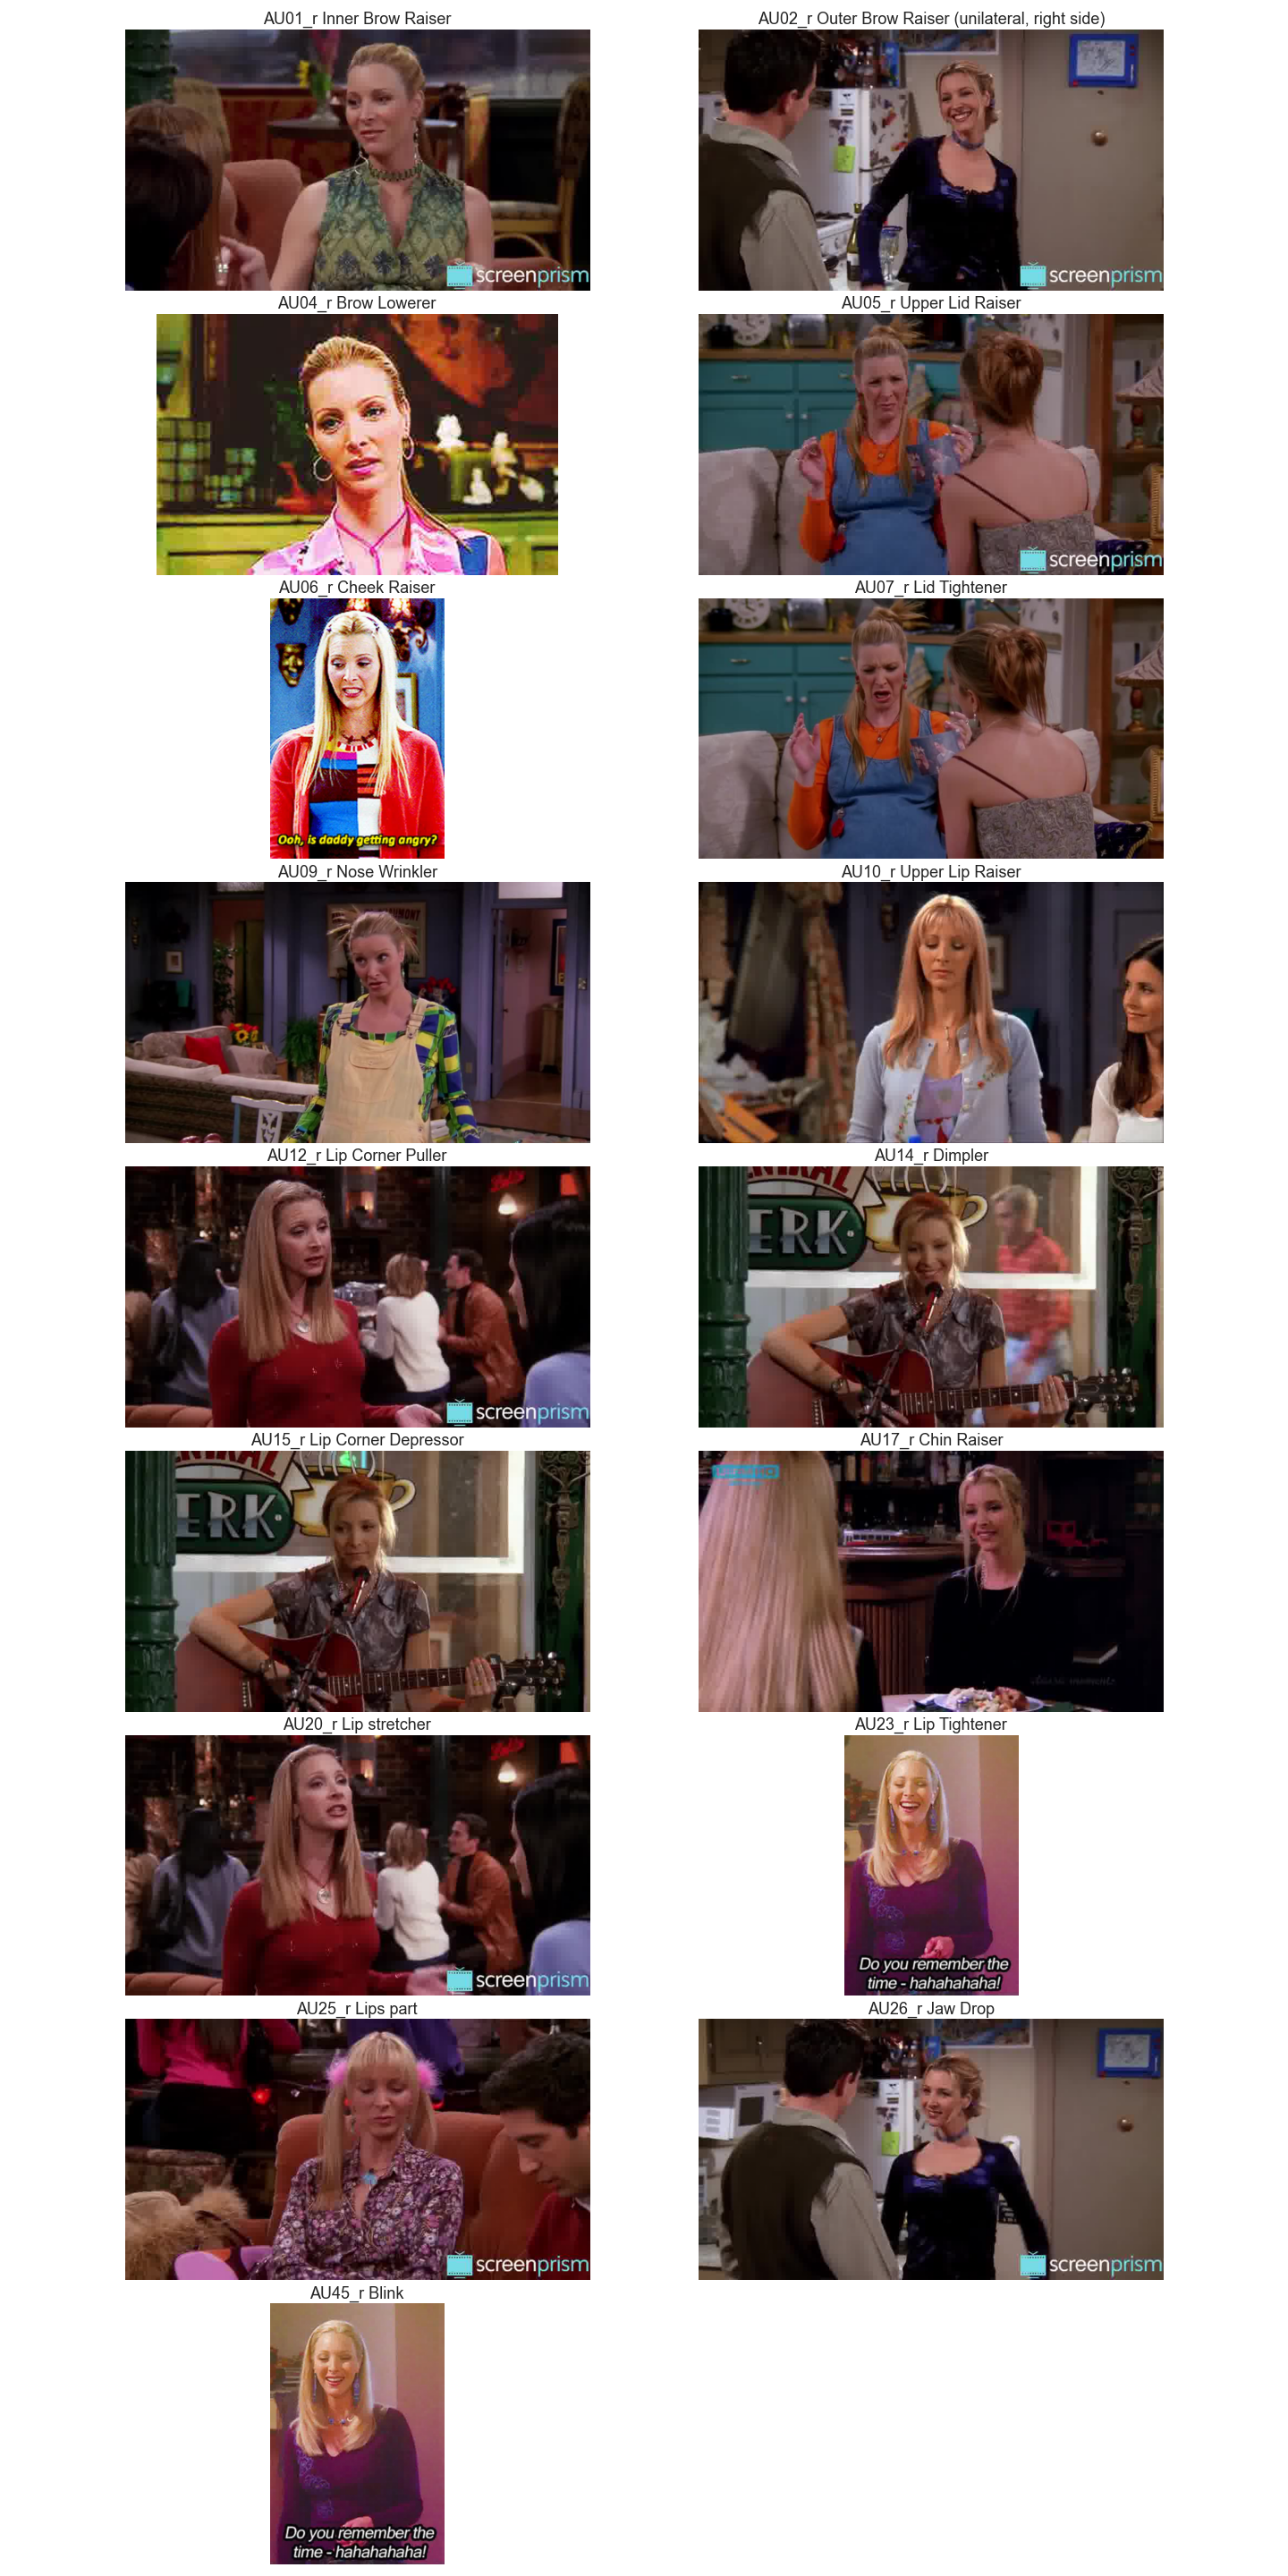 AU01_r Inner Brow Raiser
AU02_r Outer Brow Raiser (unilateral, right side)
screenprism
screenprism
AU04_r Brow Lowerer
AU05_r Upper Lid Raiser
screenprism
AU06_r Cheek Raiser
AU07_r Lid Tightener
Ooh, is daddy getting angry?
AU09_r Nose Wrinkler
AU10_r Upper Lip Raiser
AU12_r Lip Corner Puller
AU14_r Dimpler
ERK
screenprism
AU15_r Lip Corner Depressor
AU17_r Chin Raiser
ERK
AU20_r Lip stretcher
AU23_r Lip Tightener
screenprism
Do you remember the
time - hahahahaha!
AU25_r Lips part
AU26_r Jaw Drop
screenprism
screenprism
AU45_r Blink
Do you remember the
time - hahahahaha!